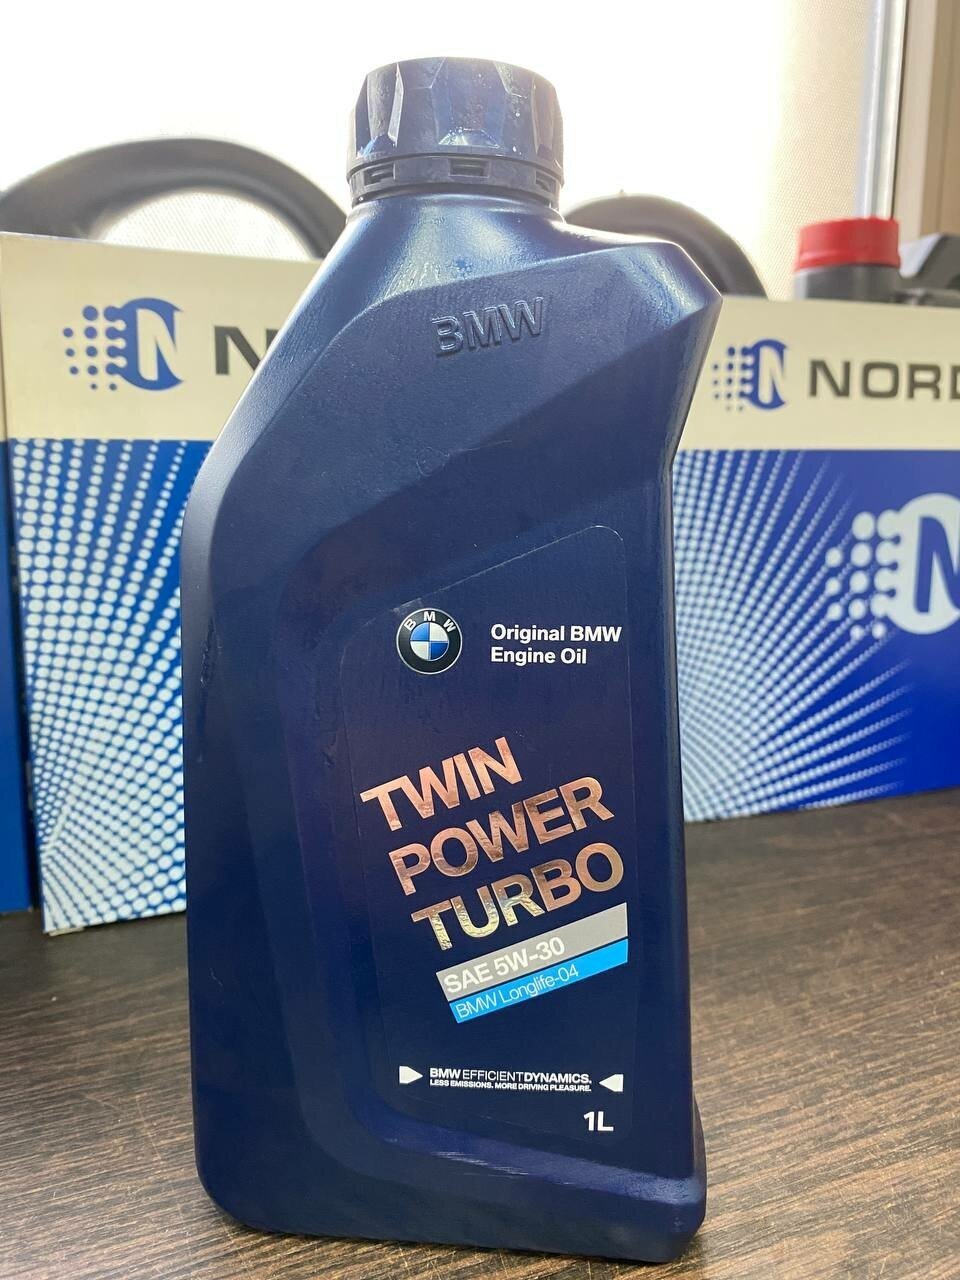 BMW
N
N NORD
N
BMW
Original BMW
Engine Oil
TWIN
POWER
TURBO
SAE 5W-30
BMW Longlife-04
BMW EFFICIENTDYNAMICS.
LESS EMISSIONS. MORE DRIVING PLEASURE.
1L